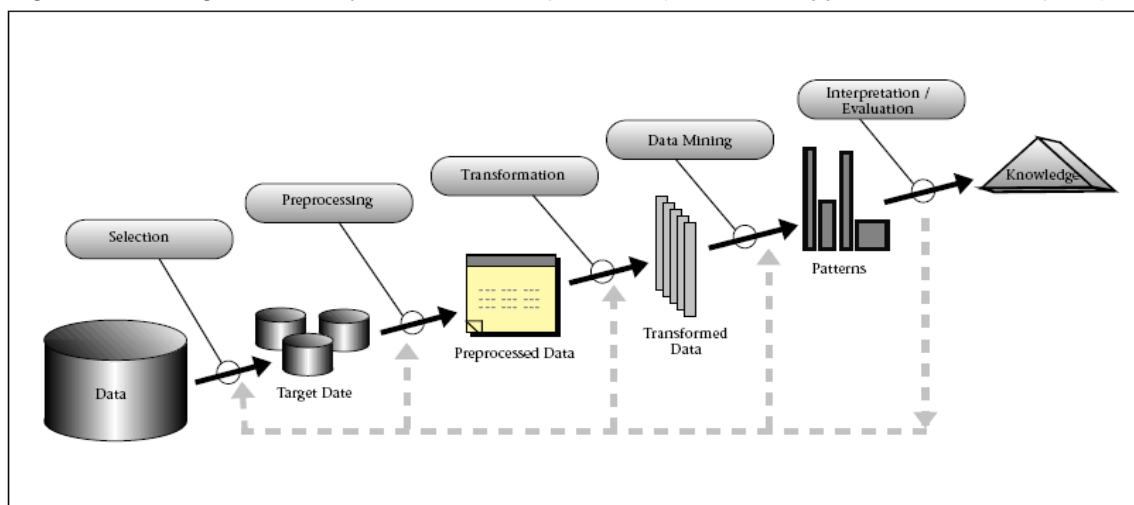 Interpretation /
Evaluation
Data Mining
Knowledge
Transformation
Preprocessing
Patterns
Selection
Transformed
Data
Preprocessed Data
Target Date
Data